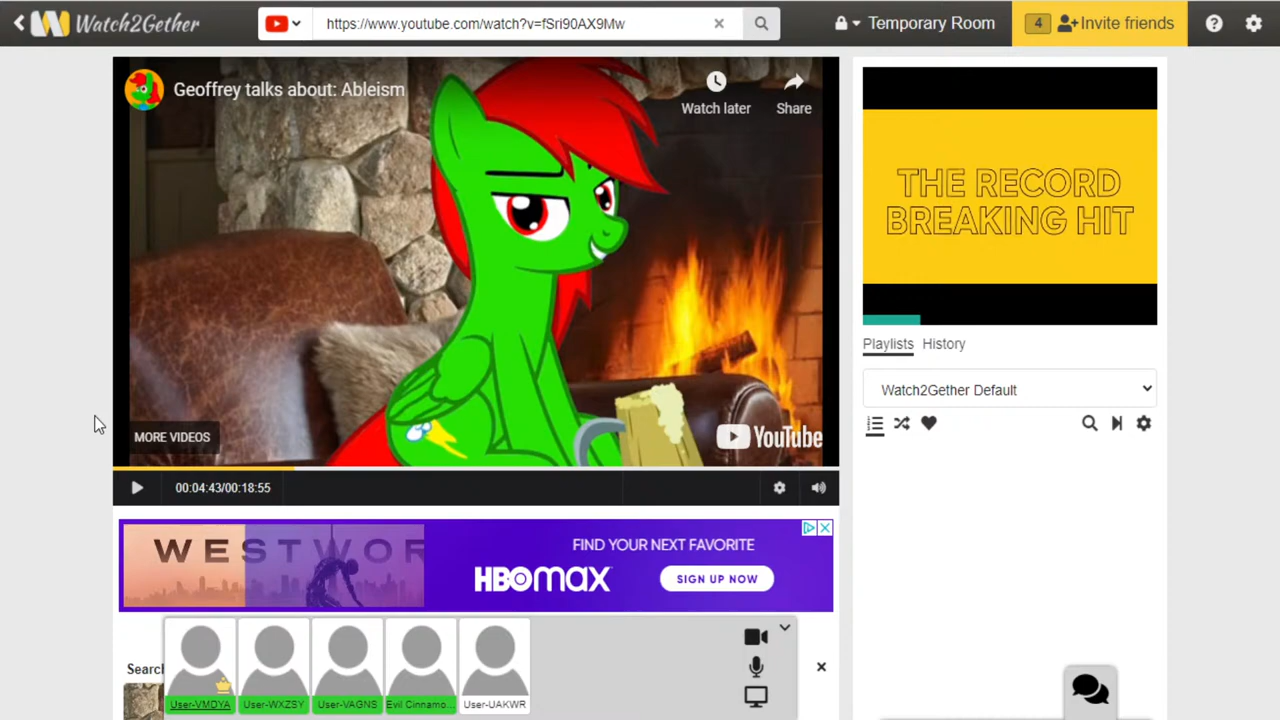 Watch2Gether
https://www.youtube.com/watch?v=fSri90AX9Mw
Temporary Room
4
Invite friends
Geoffrey talks about: Ableism
Watch later
Share
THE RECORD
BREAKING HIT
Playlists
History
Watch2Gether Default
MORE VIDEOS
YouTube
00:04:43/00:18:55
WESTWOR
FIND YOUR NEXT FAVORITE
HBOMAX
SIGN UP NOW
Searc
User-VMDYA
User-WXZSY
User-VAGNS
Evil Cinnamo...
User-UAKWR